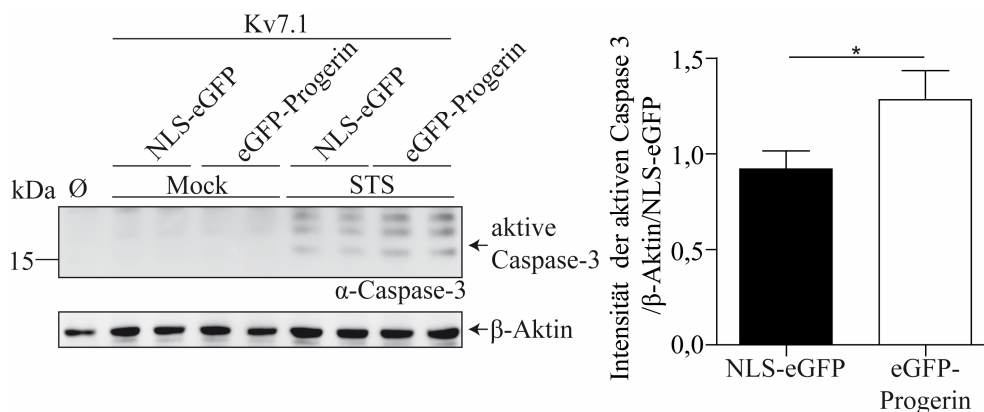 Kv7.1
NLS-eGFP
eGFP-Progerin
NLS-eGFP
eGFP-Progerin
kDa Ø Mock STS
aktive
Caspase-3
15
α-Caspase-3
β-Aktin
Intensität der aktiven Caspase 3
/β-Aktin/NLS-eGFP
1,5
1,0
0,5
0,0
*
NLS-eGFP
eGFP-
Progerin